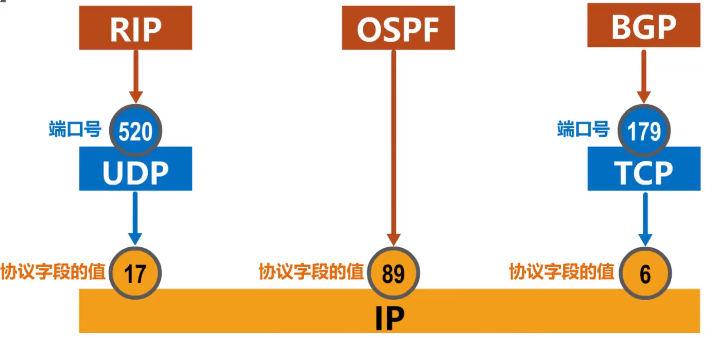 RIP
OSPF
BGP
端口号
520
端口号
179
UDP
TCP
协议字段的值
17
协议字段的值
89
协议字段的值
6
IP